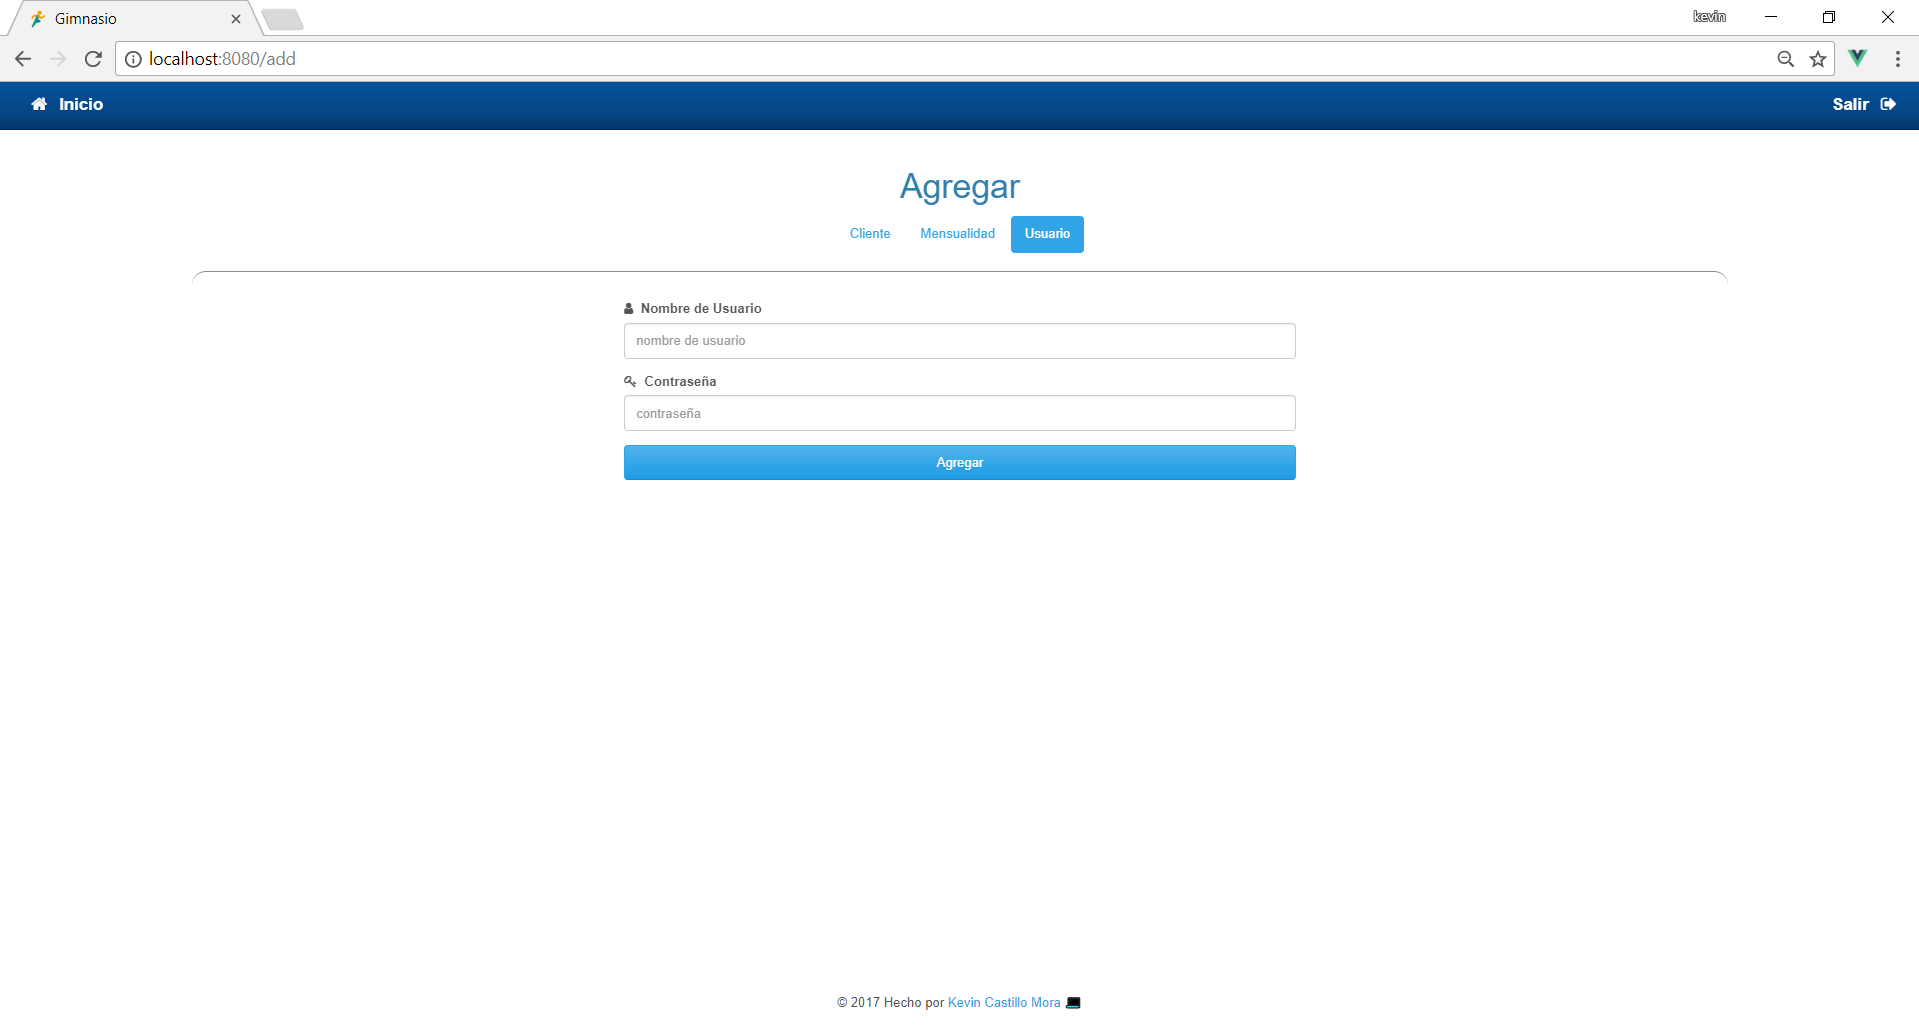 Gimnasio
kevin
localhost:8080/add
Inicio
Salir
Agregar
Cliente
Mensualidad
Usuario
Nombre de Usuario
nombre de usuario
Contraseña
contraseña
Agregar
© 2017 Hecho por Kevin Castillo Mora